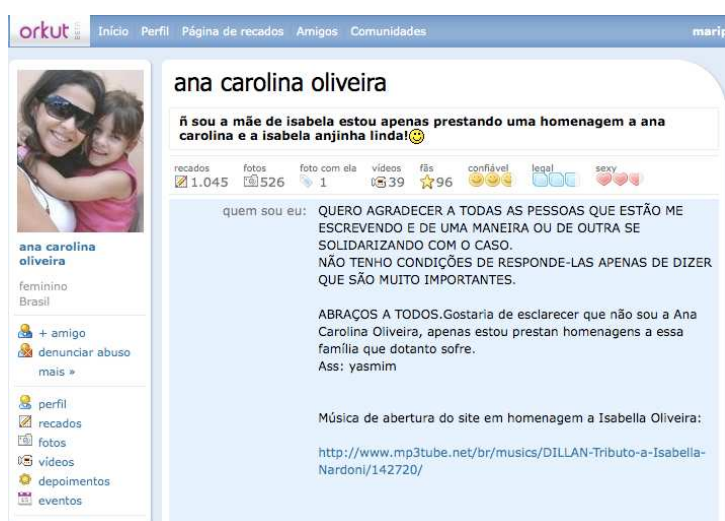 orkut BETA
Início Perfil Página de recados Amigos Comunidades
ana carolina oliveira
ñ sou a mãe de isabela estou apenas prestando uma homenagem a ana
carolina e a isabela anjinha linda!
recados fotos foto com ela vídeos fãs confiável legal sexy
1.045 526 1 39 96
quem sou eu: QUERO AGRADECER A TODAS AS PESSOAS QUE ESTÃO ME
ESCREVENDO E DE UMA MANEIRA OU DE OUTRA SE
SOLIDARIZANDO COM O CASO.
NÃO TENHO CONDIÇÕES DE RESPONDE-LAS APENAS DE DIZER
QUE SÃO MUITO IMPORTANTES.
ABRAÇOS A TODOS.Gostaria de esclarecer que não sou a Ana
Carolina Oliveira, apenas estou prestan homenagens a essa
família que dotanto sofre.
Ass: yasmim
Música de abertura do site em homenagem a Isabella Oliveira:
http://www.mp3tube.net/br/musics/DILLAN-Tributo-a-Isabella-
Nardoni/142720/
ana carolina
oliveira
feminino
Brasil
+ amigo
denunciar abuso
mais »
perfil
recados
fotos
vídeos
depoimentos
eventos